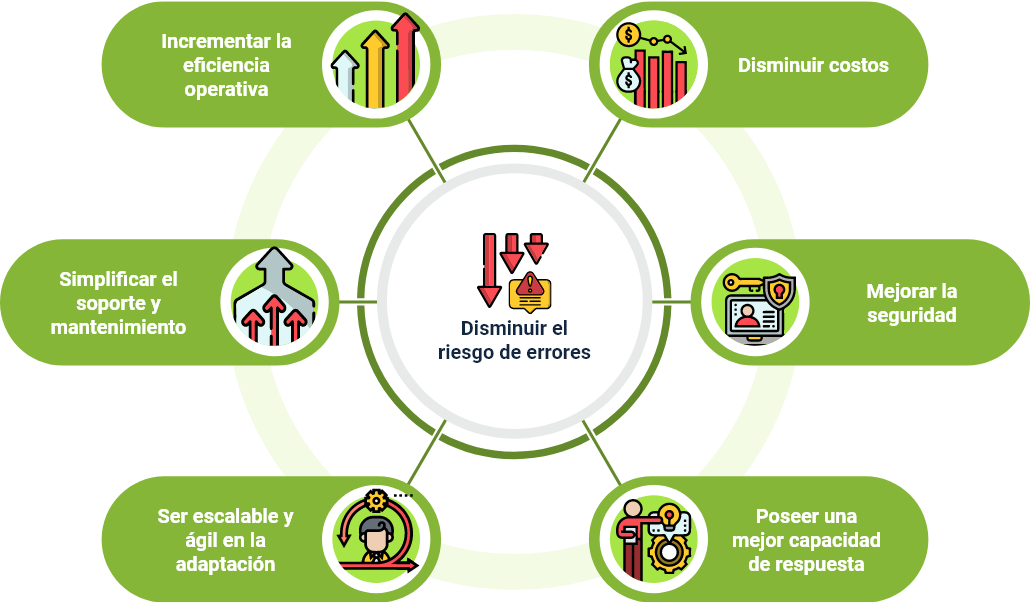 Incrementar la
eficiencia
operativa
Disminuir costos
Simplificar el
soporte y
mantenimiento
Disminuir el
riesgo de errores
Mejorar la
seguridad
Ser escalable y
ágil en la
adaptación
Poseer una
mejor capacidad
de respuesta